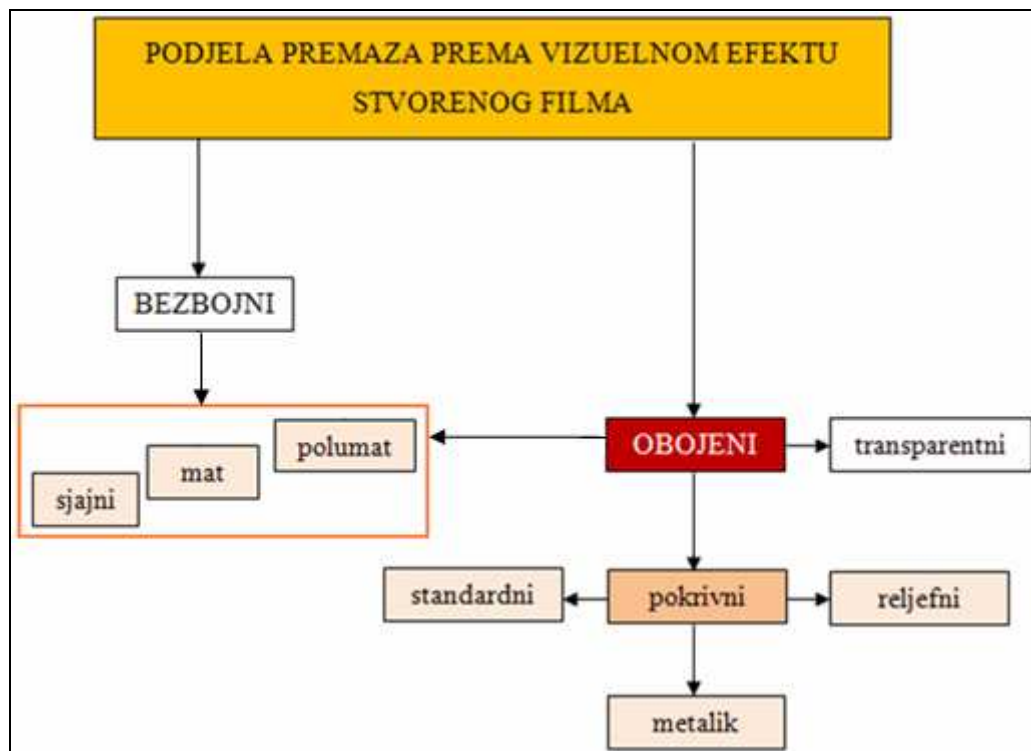 PODJELA PREMAZA PREMA VIZUELNOM EFEKTU
STVORENOG FILMA
BEZBOJNI
polumat
mat
sjajni
OBOJENI
transparentni
standardni
pokrivni
reljefni
metalik